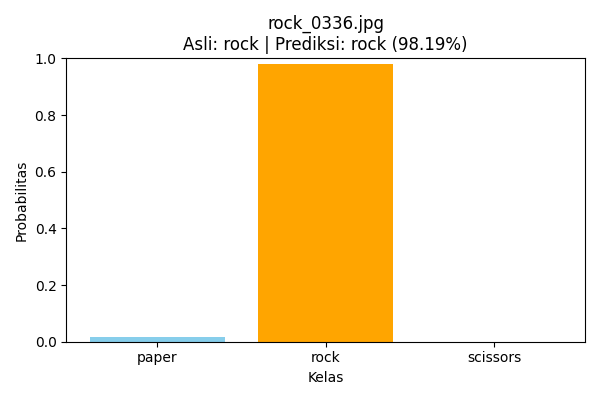 rock_0336.jpg
Asli: rock | Prediksi: rock (98.19%)
Probabilitas
1.0
0.8
0.6
0.4
0.2
0.0
paper
rock
scissors
Kelas